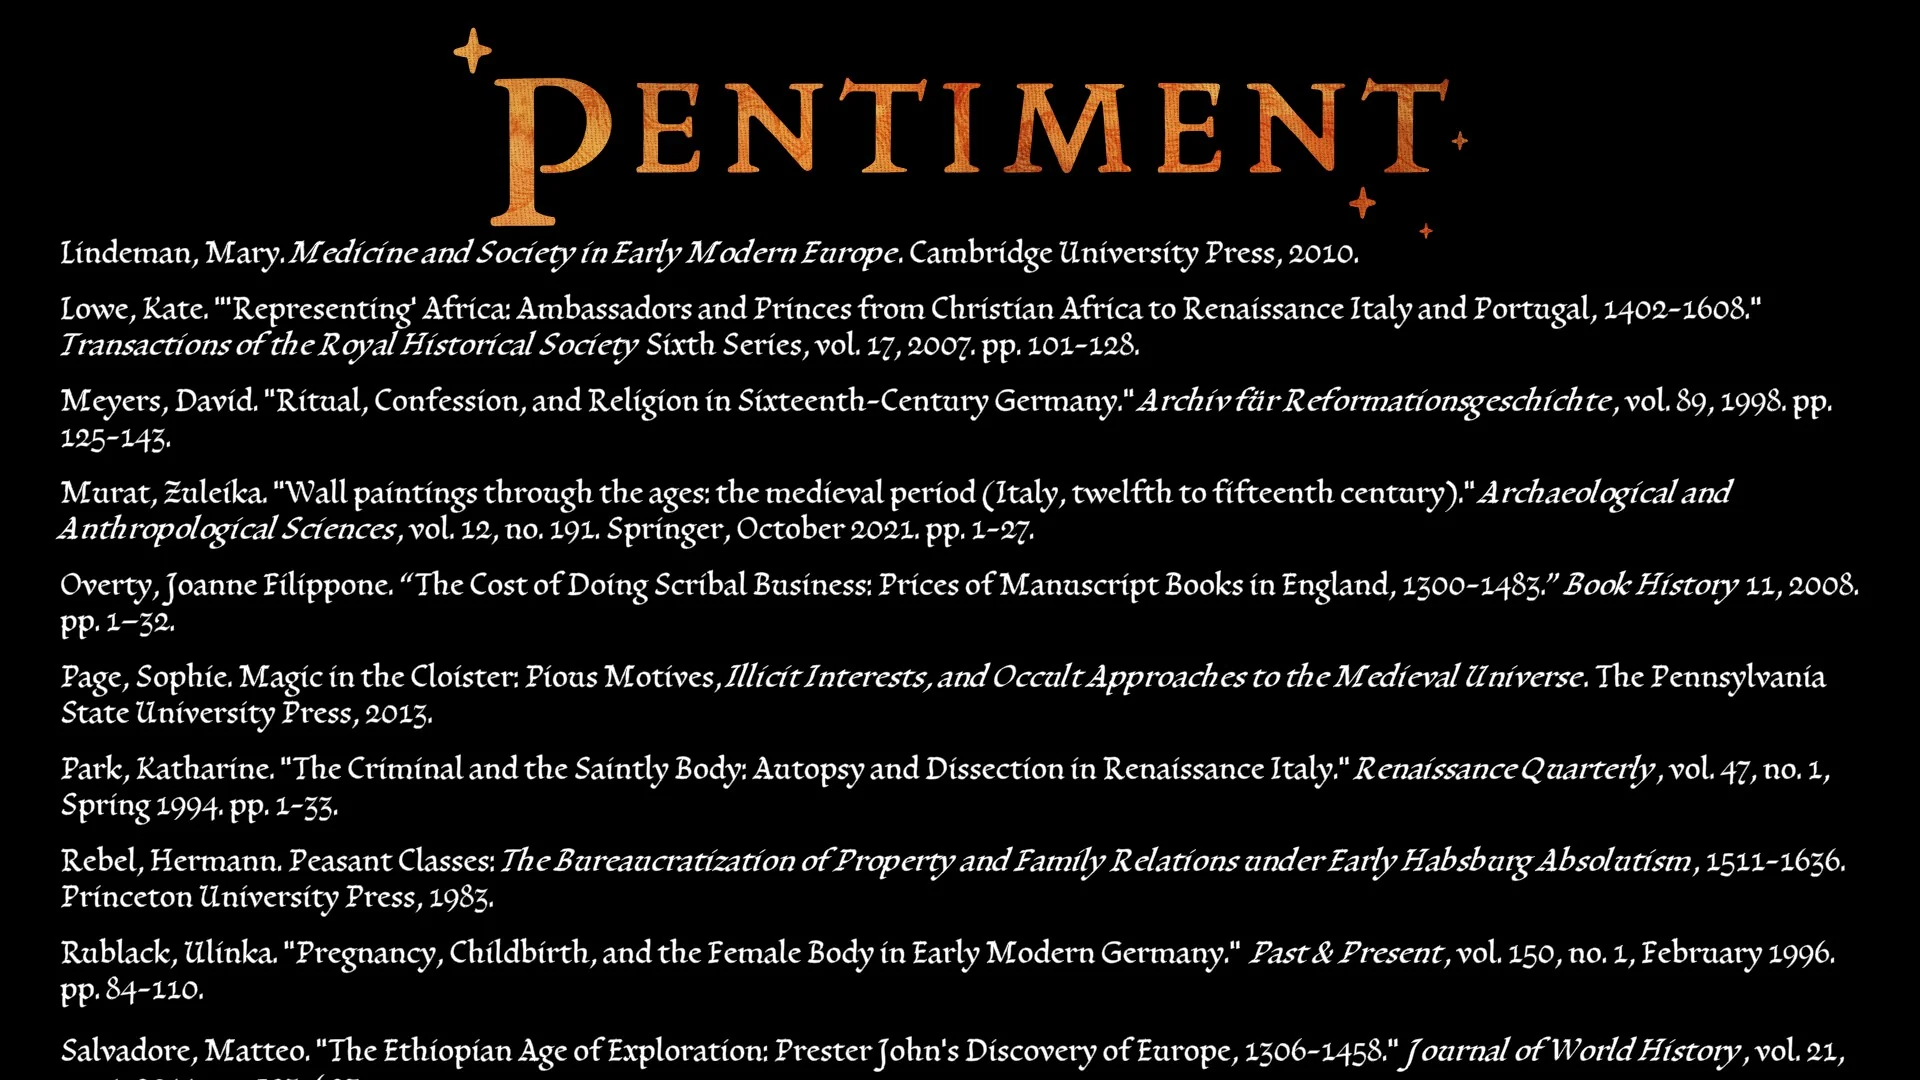 PENTIMENT
Lindeman, Mary. Medicine and Society in Early Modern Europe. Cambridge University Press, 2010.
Lowe, Kate. "'Representing' Africa: Ambassadors and Princes from Christian Africa to Renaissance Italy and Portugal, 1402-1608."
Transactions of the Royal Historical Society Sixth Series, vol. 17, 2007. pp. 101-128.
Meyers, David. "Ritual, Confession, and Religion in Sixteenth-Century Germany." Archiv für Reformationsgeschichte, vol. 89, 1998. pp.
125-143.
Murat, Zuleika. "Wall paintings through the ages: the medieval period (Italy, twelfth to fifteenth century)." Archaeological and
Anthropological Sciences, vol. 12, no. 191. Springer, October 2021. pp. 1-27.
Overty, Joanne Filippone. “The Cost of Doing Scribal Business: Prices of Manuscript Books in England, 1300-1483.” Book History 11, 2008.
pp. 1–32.
Page, Sophie. Magic in the Cloister: Pious Motives, Illicit Interests, and Occult Approaches to the Medieval Universe. The Pennsylvania
State University Press, 2013.
Park, Katharine. "The Criminal and the Saintly Body: Autopsy and Dissection in Renaissance Italy." Renaissance Quarterly, vol. 47, no. 1,
Spring 1994. pp. 1-33.
Rebel, Hermann. Peasant Classes: The Bureaucratization of Property and Family Relations under Early Habsburg Absolutism, 1511-1636.
Princeton University Press, 1983.
Rublack, Ulinka. "Pregnancy, Childbirth, and the Female Body in Early Modern Germany." Past & Present, vol. 150, no. 1, February 1996.
pp. 84-110.
Salvadore, Matteo. "The Ethiopian Age of Exploration: Prester John's Discovery of Europe, 1306-1458." Journal of World History, vol. 21,